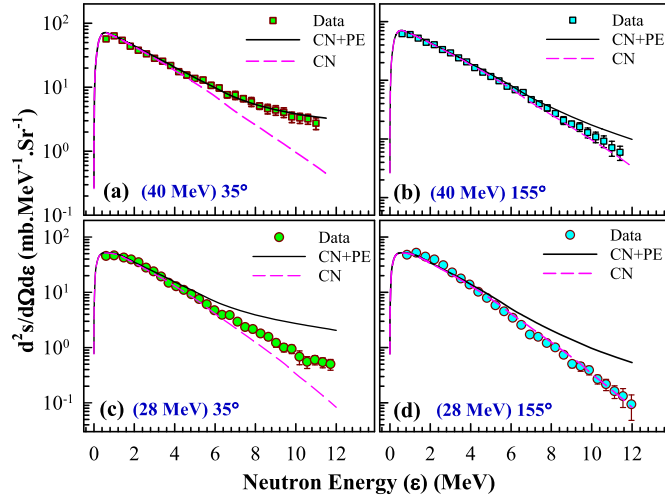 10²
10¹
10⁰
10⁻¹
Data
CN+PE
CN
(a) (40 MeV) 35°
Data
CN+PE
CN
(b) (40 MeV) 155°
10²
10¹
10⁰
10⁻¹
Data
CN+PE
CN
(c) (28 MeV) 35°
Data
CN+PE
CN
(d) (28 MeV) 155°
0 2 4 6 8 10 12
0 2 4 6 8 10 12
d²s/dΩdε (mb.MeV⁻¹.Sr⁻¹)
Neutron Energy (ε) (MeV)